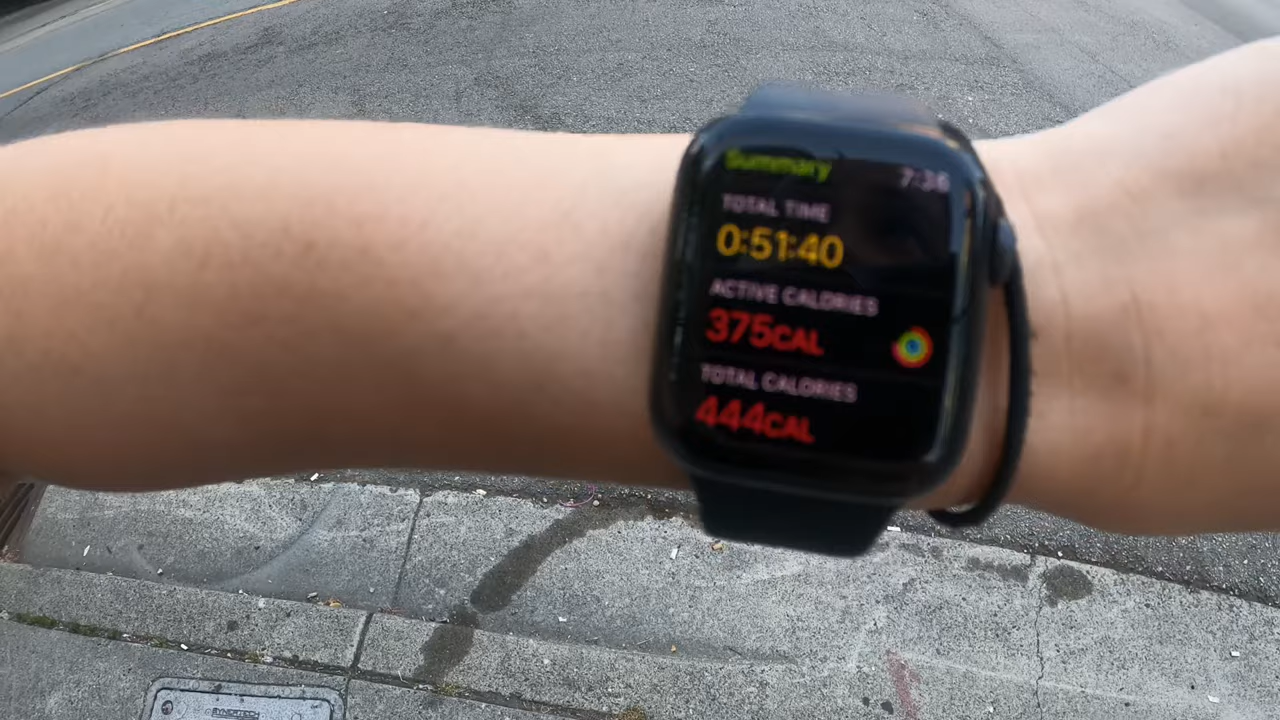 Summary
7:36
TOTAL TIME
0:51:40
ACTIVE CALORIES
375CAL
TOTAL CALORIES
444CAL